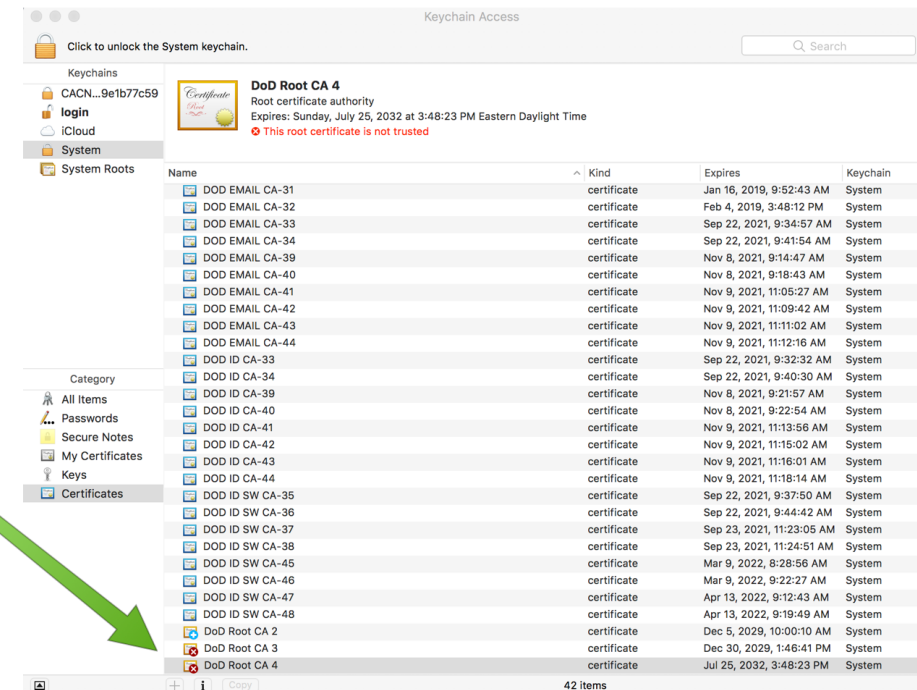 Keychain Access
Click to unlock the System keychain.
Search
Keychains
CACN...9e1b77c59
login
iCloud
System
System Roots
Certificate
Root
DoD Root CA 4
Root certificate authority
Expires: Sunday, July 25, 2032 at 3:48:23 PM Eastern Daylight Time
This root certificate is not trusted
Name Kind Expires Keychain
DOD EMAIL CA-31 certificate Jan 16, 2019, 9:52:43 AM System
DOD EMAIL CA-32 certificate Feb 4, 2019, 3:48:12 PM System
DOD EMAIL CA-33 certificate Sep 22, 2021, 9:34:57 AM System
DOD EMAIL CA-34 certificate Sep 22, 2021, 9:41:54 AM System
DOD EMAIL CA-39 certificate Nov 8, 2021, 9:14:47 AM System
DOD EMAIL CA-40 certificate Nov 8, 2021, 9:18:43 AM System
DOD EMAIL CA-41 certificate Nov 9, 2021, 11:05:27 AM System
DOD EMAIL CA-42 certificate Nov 9, 2021, 11:09:42 AM System
DOD EMAIL CA-43 certificate Nov 9, 2021, 11:11:02 AM System
DOD EMAIL CA-44 certificate Nov 9, 2021, 11:12:16 AM System
DOD ID CA-33 certificate Sep 22, 2021, 9:32:32 AM System
DOD ID CA-34 certificate Sep 22, 2021, 9:40:30 AM System
DOD ID CA-39 certificate Nov 8, 2021, 9:21:57 AM System
DOD ID CA-40 certificate Nov 8, 2021, 9:22:54 AM System
DOD ID CA-41 certificate Nov 9, 2021, 11:13:56 AM System
DOD ID CA-42 certificate Nov 9, 2021, 11:15:02 AM System
DOD ID CA-43 certificate Nov 9, 2021, 11:16:01 AM System
DOD ID CA-44 certificate Nov 9, 2021, 11:18:14 AM System
DOD ID SW CA-35 certificate Sep 22, 2021, 9:37:50 AM System
DOD ID SW CA-36 certificate Sep 22, 2021, 9:44:42 AM System
DOD ID SW CA-37 certificate Sep 23, 2021, 11:23:05 AM System
DOD ID SW CA-38 certificate Sep 23, 2021, 11:24:51 AM System
DOD ID SW CA-45 certificate Mar 9, 2022, 8:28:56 AM System
DOD ID SW CA-46 certificate Mar 9, 2022, 9:22:27 AM System
DOD ID SW CA-47 certificate Apr 13, 2022, 9:12:43 AM System
DOD ID SW CA-48 certificate Apr 13, 2022, 9:19:49 AM System
DoD Root CA 2 certificate Dec 5, 2029, 10:00:10 AM System
DoD Root CA 3 certificate Dec 30, 2029, 1:46:41 PM System
DoD Root CA 4 certificate Jul 25, 2032, 3:48:23 PM System
Category
All Items
Passwords
Secure Notes
My Certificates
Keys
Certificates
Copy
42 items